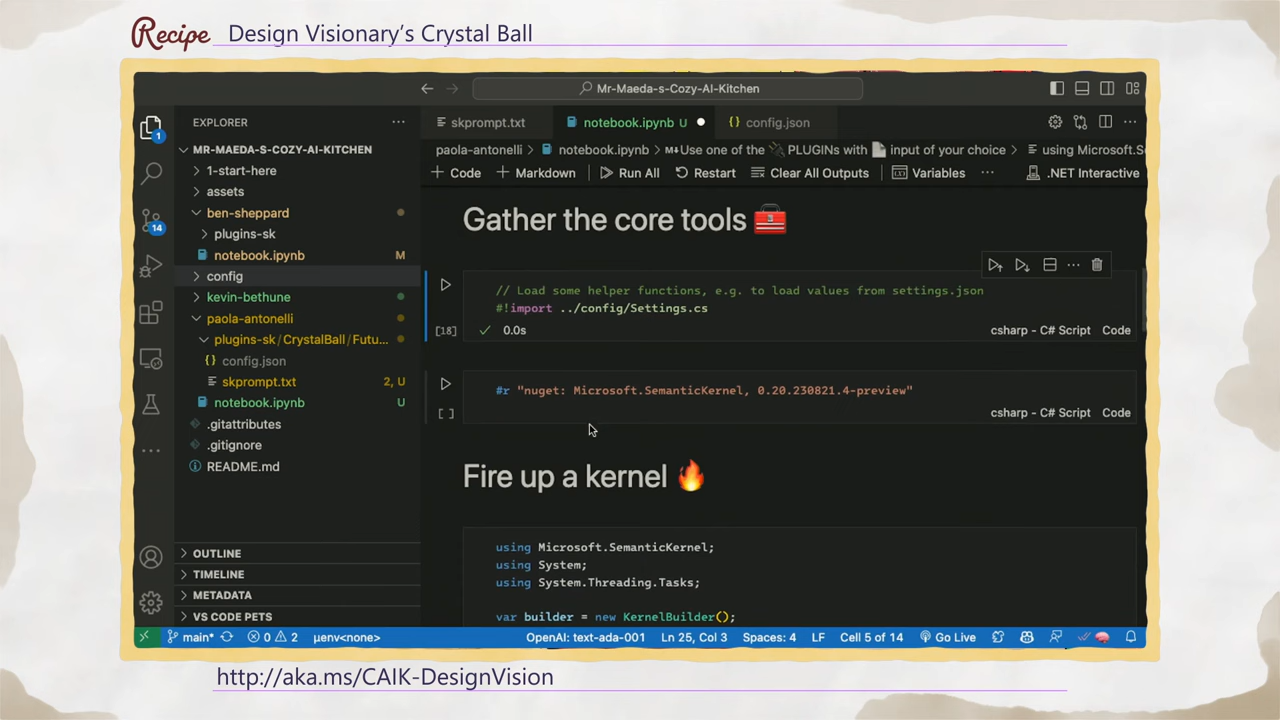 Recipe Design Visionary's Crystal Ball
Mr-Maeda-s-Cozy-AI-Kitchen
EXPLORER
skprompt.txt notebook.ipynb U config.json
MR-MAEDA-S-COZY-AI-KITCHEN
paola-antonelli > notebook.ipynb > M↓Use one of the 🔌 PLUGINs with 📄 input of your choice > using Microsoft.S
+ Code + Markdown Run All Restart Clear All Outputs Variables ... .NET Interactive
1-start-here
assets
ben-sheppard
plugins-sk
notebook.ipynb M
config
kevin-bethune
paola-antonelli
plugins-sk/CrystalBall/Futu...
config.json
skprompt.txt 2, U
notebook.ipynb U
.gitattributes
.gitignore
README.md
OUTLINE
TIMELINE
METADATA
VS CODE PETS
1
14
Gather the core tools 🧰
// Load some helper functions, e.g. to load values from settings.json
#!import ../config/Settings.cs
[18] ✓ 0.0s csharp - C# Script Code
#r "nuget: Microsoft.SemanticKernel, 0.20.230821.4-preview"
[ ] csharp - C# Script Code
Fire up a kernel 🔥
using Microsoft.SemanticKernel;
using System;
using System.Threading.Tasks;
var builder = new KernelBuilder();
main* 0 2 µenv<none> OpenAI: text-ada-001 Ln 25, Col 3 Spaces: 4 LF Cell 5 of 14 Go Live
http://aka.ms/CAIK-DesignVision